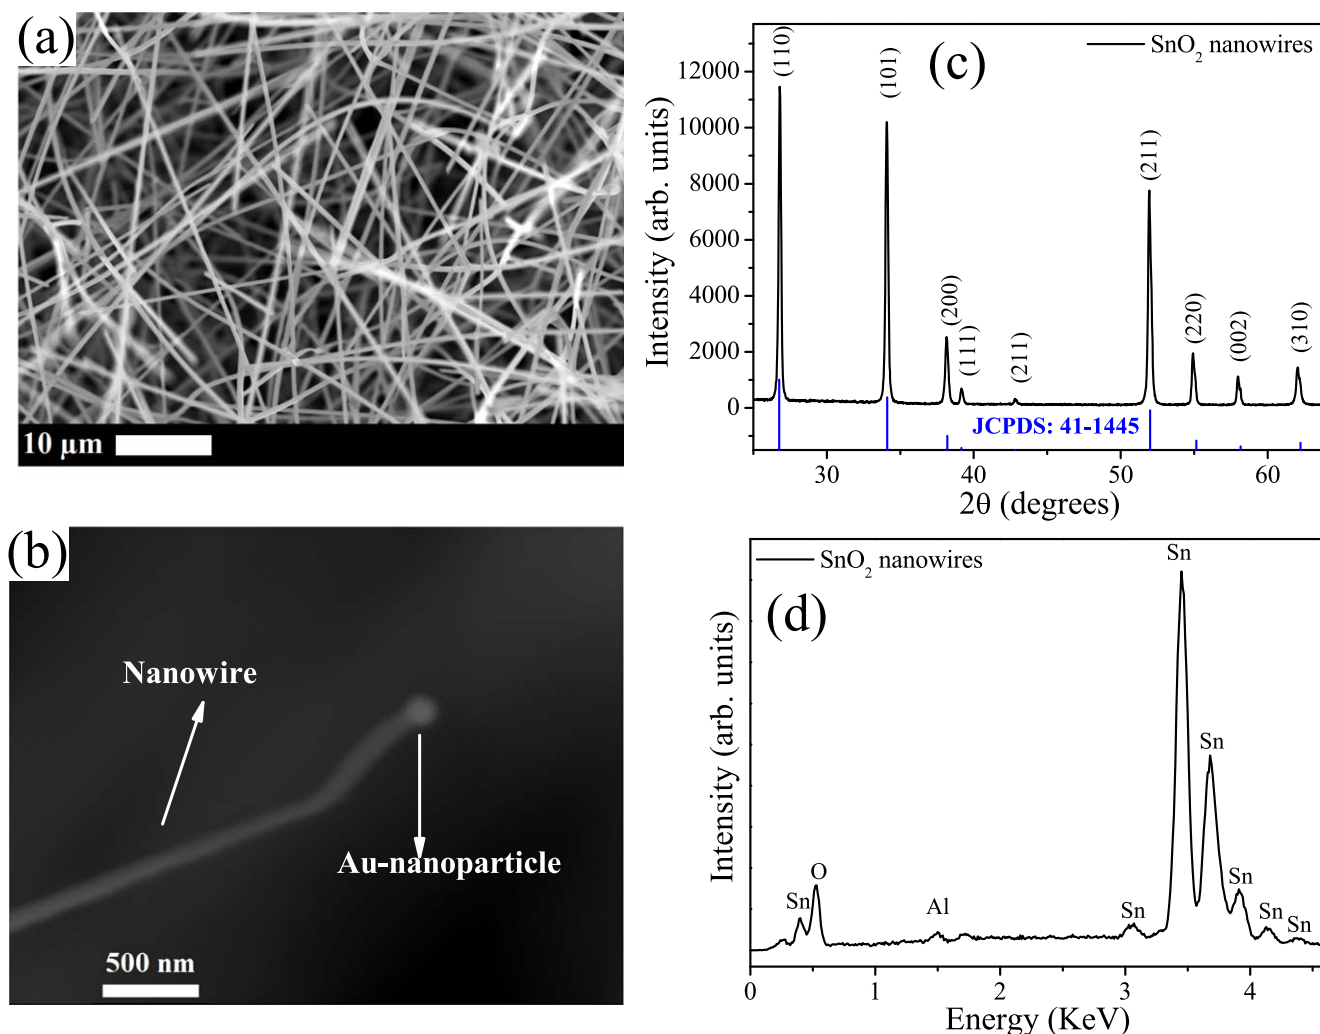 (a)
10 µm
(b)
Nanowire
Au-nanoparticle
500 nm
(c)
SnO₂ nanowires
Intensity (arb. units)
12000
10000
8000
6000
4000
2000
0
(110)
(101)
(200)
(111)
(211)
(211)
(220)
(002)
(310)
JCPDS: 41-1445
30 40 50 60
2θ (degrees)
(d)
SnO₂ nanowires
Intensity (arb. units)
Sn
O
Al
Sn
Sn
Sn
Sn
Sn
Sn
0 1 2 3 4
Energy (KeV)